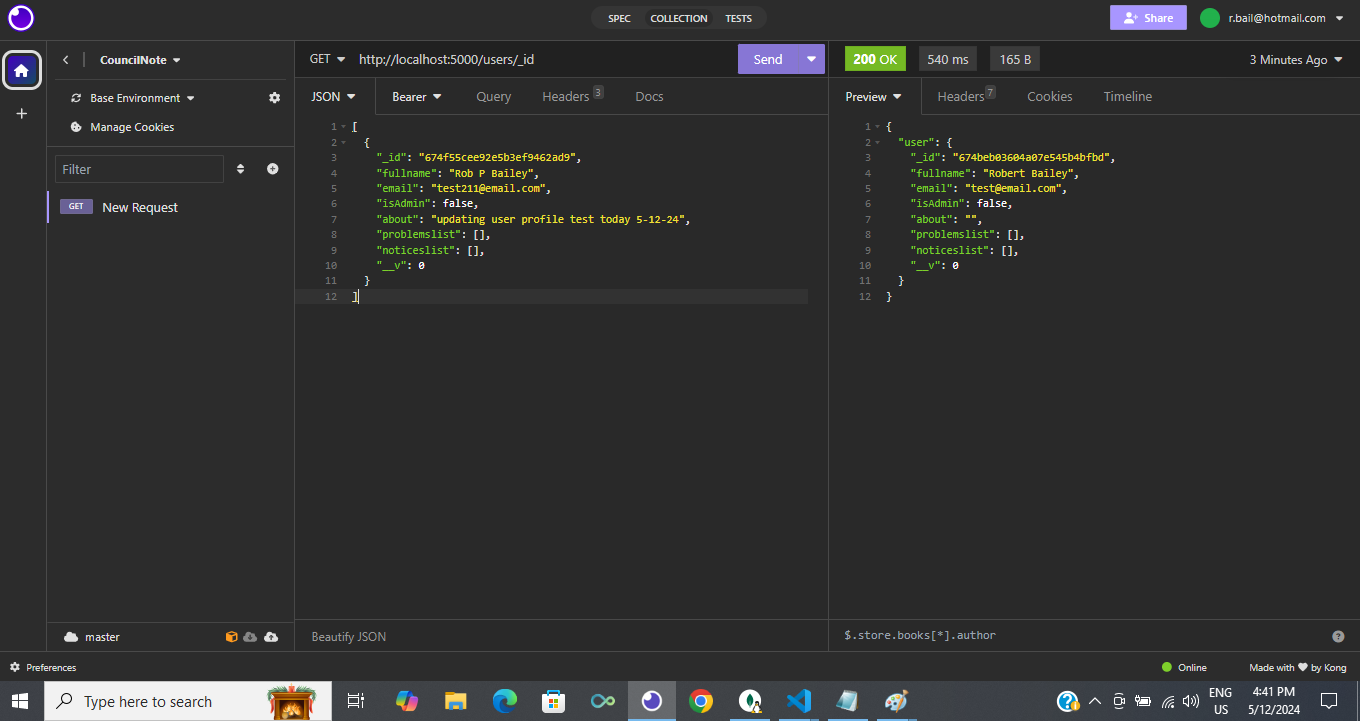 SPEC COLLECTION TESTS
Share
r.bail@hotmail.com
CouncilNote
Base Environment
Manage Cookies
Filter
GET New Request
GET http://localhost:5000/users/_id
Send
JSON Bearer Query Headers 3 Docs
1 [
2 {
3 "_id": "674f55cee92e5b3ef9462ad9",
4 "fullname": "Rob P Bailey",
5 "email": "test211@email.com",
6 "isAdmin": false,
7 "about": "updating user profile test today 5-12-24",
8 "problemslist": [],
9 "noticeslist": [],
10 "__v": 0
11 }
12 ]
200 OK 540 ms 165 B 3 Minutes Ago
Preview Headers 7 Cookies Timeline
1 {
2 "user": {
3 "_id": "674beb03604a07e545b4bfbd",
4 "fullname": "Robert Bailey",
5 "email": "test@email.com",
6 "isAdmin": false,
7 "about": "",
8 "problemslist": [],
9 "noticeslist": [],
10 "__v": 0
11 }
12 }
master
Beautify JSON
$.store.books[*].author
Preferences
Online
Made with ❤ by Kong
Type here to search
ENG
US
4:41 PM
5/12/2024